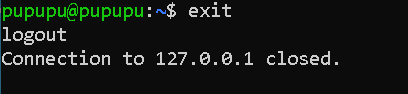 pupupu@pupupu:~$ exit
logout
Connection to 127.0.0.1 closed.